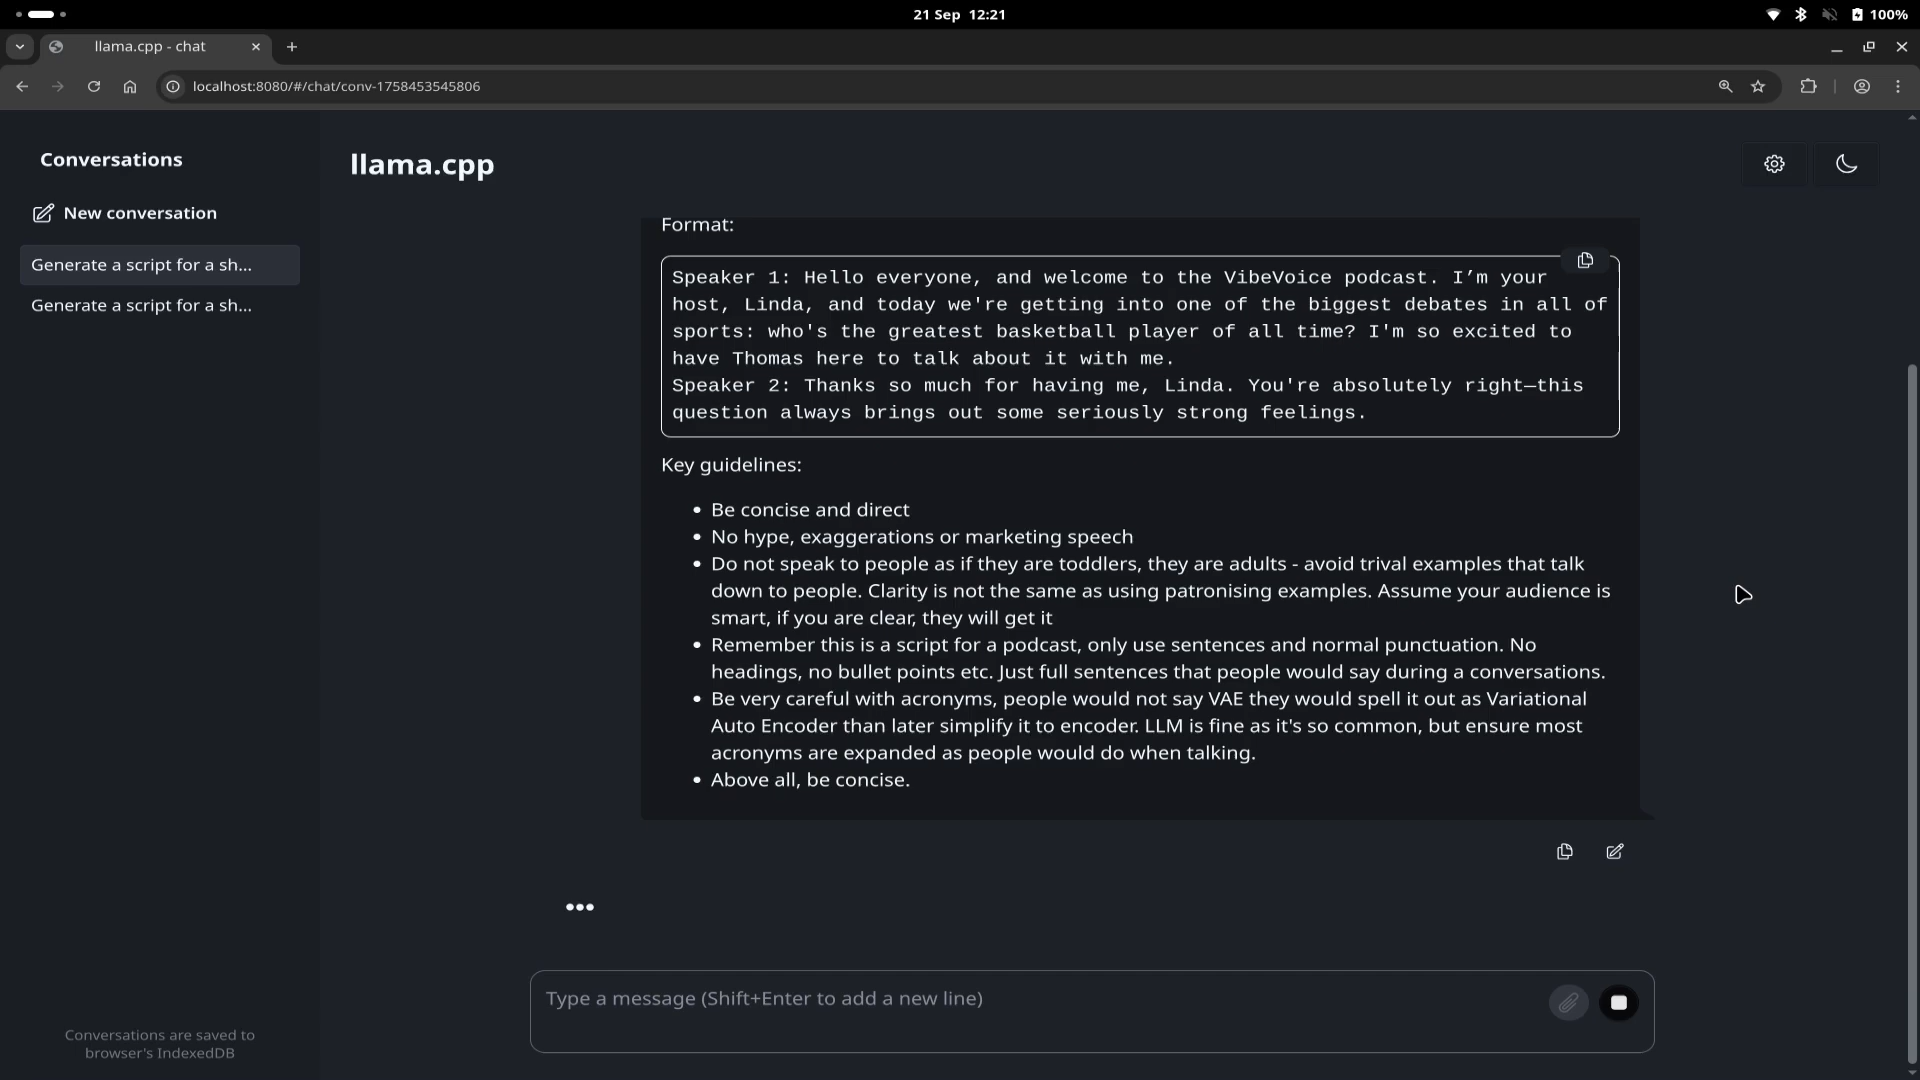 21 Sep 12:21
100%
llama.cpp - chat
localhost:8080/#/chat/conv-1758453545806
Conversations
New conversation
Generate a script for a sh...
Generate a script for a sh...
Conversations are saved to
browser's IndexedDB
llama.cpp
Format:
Speaker 1: Hello everyone, and welcome to the VibeVoice podcast. I’m your
host, Linda, and today we're getting into one of the biggest debates in all of
sports: who's the greatest basketball player of all time? I'm so excited to
have Thomas here to talk about it with me.
Speaker 2: Thanks so much for having me, Linda. You're absolutely right—this
question always brings out some seriously strong feelings.
Key guidelines:
• Be concise and direct
• No hype, exaggerations or marketing speech
• Do not speak to people as if they are toddlers, they are adults - avoid trival examples that talk
down to people. Clarity is not the same as using patronising examples. Assume your audience is
smart, if you are clear, they will get it
• Remember this is a script for a podcast, only use sentences and normal punctuation. No
headings, no bullet points etc. Just full sentences that people would say during a conversations.
• Be very careful with acronyms, people would not say VAE they would spell it out as Variational
Auto Encoder than later simplify it to encoder. LLM is fine as it's so common, but ensure most
acronyms are expanded as people would do when talking.
• Above all, be concise.
Type a message (Shift+Enter to add a new line)